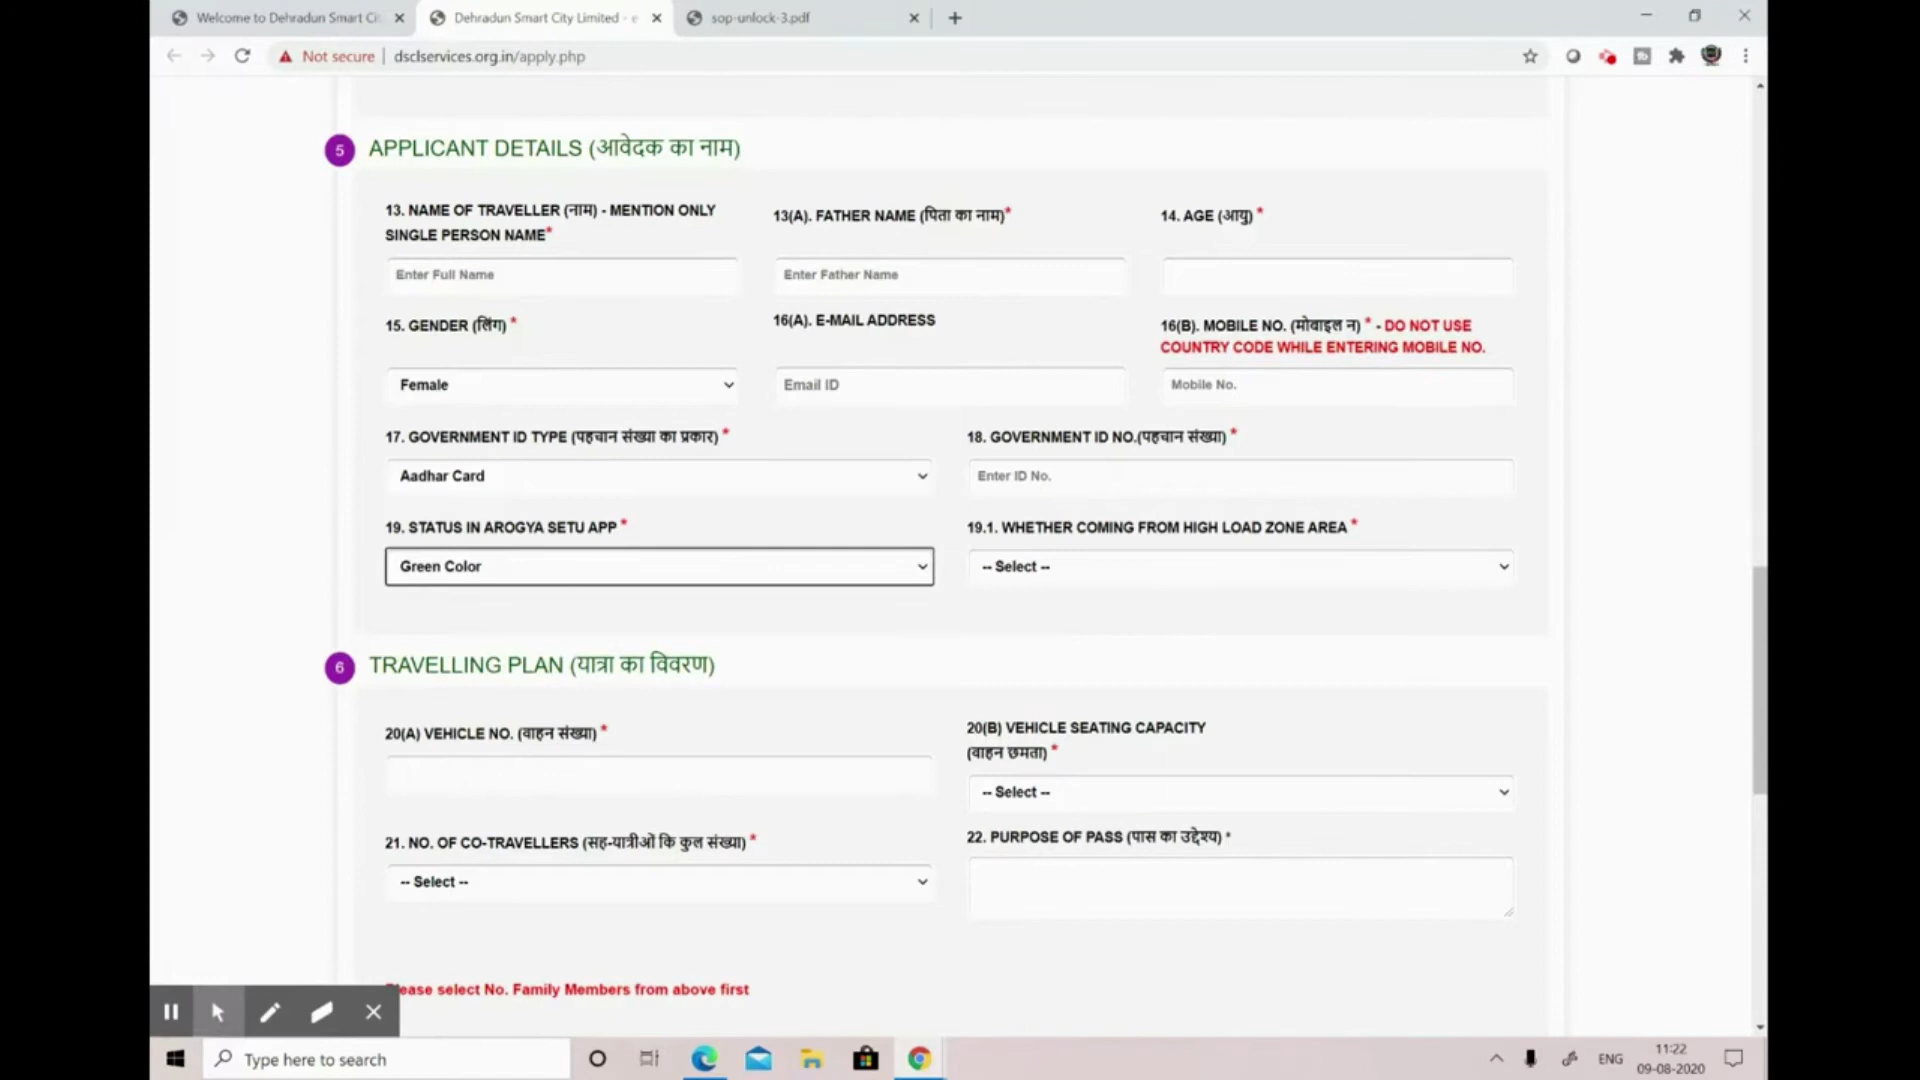 Welcome to Dehradun Smart Ci
Dehradun Smart City Limited - e
sop-unlock-3.pdf
Not secure
dsclservices.org.in/apply.php
5
APPLICANT DETAILS (आवेदक का नाम)
13. NAME OF TRAVELLER (नाम) - MENTION ONLY
SINGLE PERSON NAME*
13(A). FATHER NAME (पिता का नाम)*
14. AGE (आयु) *
Enter Full Name
Enter Father Name
15. GENDER (लिंग) *
16(A). E-MAIL ADDRESS
16(B). MOBILE NO. (मोवाइल न) * - DO NOT USE
COUNTRY CODE WHILE ENTERING MOBILE NO.
Female
Email ID
Mobile No.
17. GOVERNMENT ID TYPE (पहचान संख्या का प्रकार) *
18. GOVERNMENT ID NO.(पहचान संख्या) *
Aadhar Card
Enter ID No.
19. STATUS IN AROGYA SETU APP *
19.1. WHETHER COMING FROM HIGH LOAD ZONE AREA *
Green Color
-- Select --
6
TRAVELLING PLAN (यात्रा का विवरण)
20(A) VEHICLE NO. (वाहन संख्या) *
20(B) VEHICLE SEATING CAPACITY
(वाहन छमता) *
-- Select --
21. NO. OF CO-TRAVELLERS (सह-यात्रीओं कि कुल संख्या) *
22. PURPOSE OF PASS (पास का उद्देश्य) *
-- Select --
ease select No. Family Members from above first
Type here to search
ENG
11:22
09-08-2020